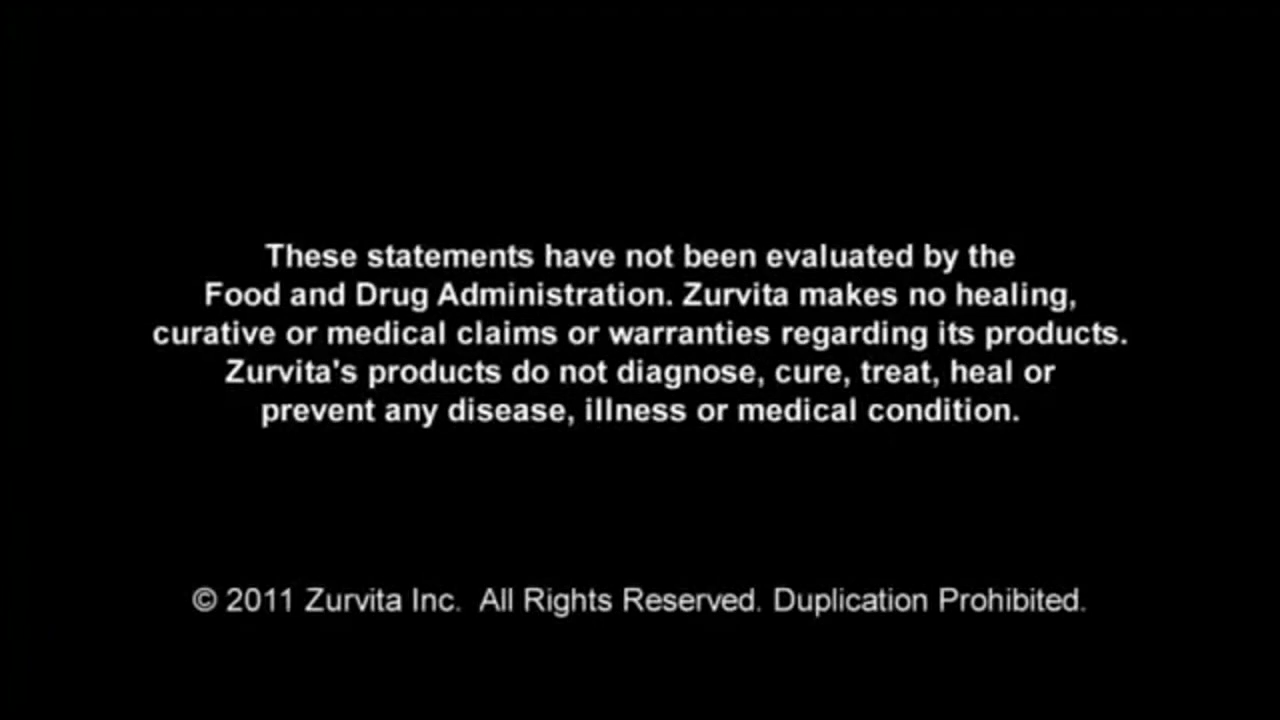 These statements have not been evaluated by the
Food and Drug Administration. Zurvita makes no healing,
curative or medical claims or warranties regarding its products.
Zurvita's products do not diagnose, cure, treat, heal or
prevent any disease, illness or medical condition.
© 2011 Zurvita Inc.  All Rights Reserved. Duplication Prohibited.